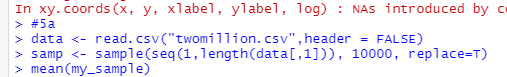 In xy.coords(x, y, xlabel, ylabel, log) : NAs introduced by
> #5a
> data <- read.csv("twomillion.csv",header = FALSE)
> samp <- sample(seq(1,length(data[,1])), 10000, replace=T)
> mean(my_sample)